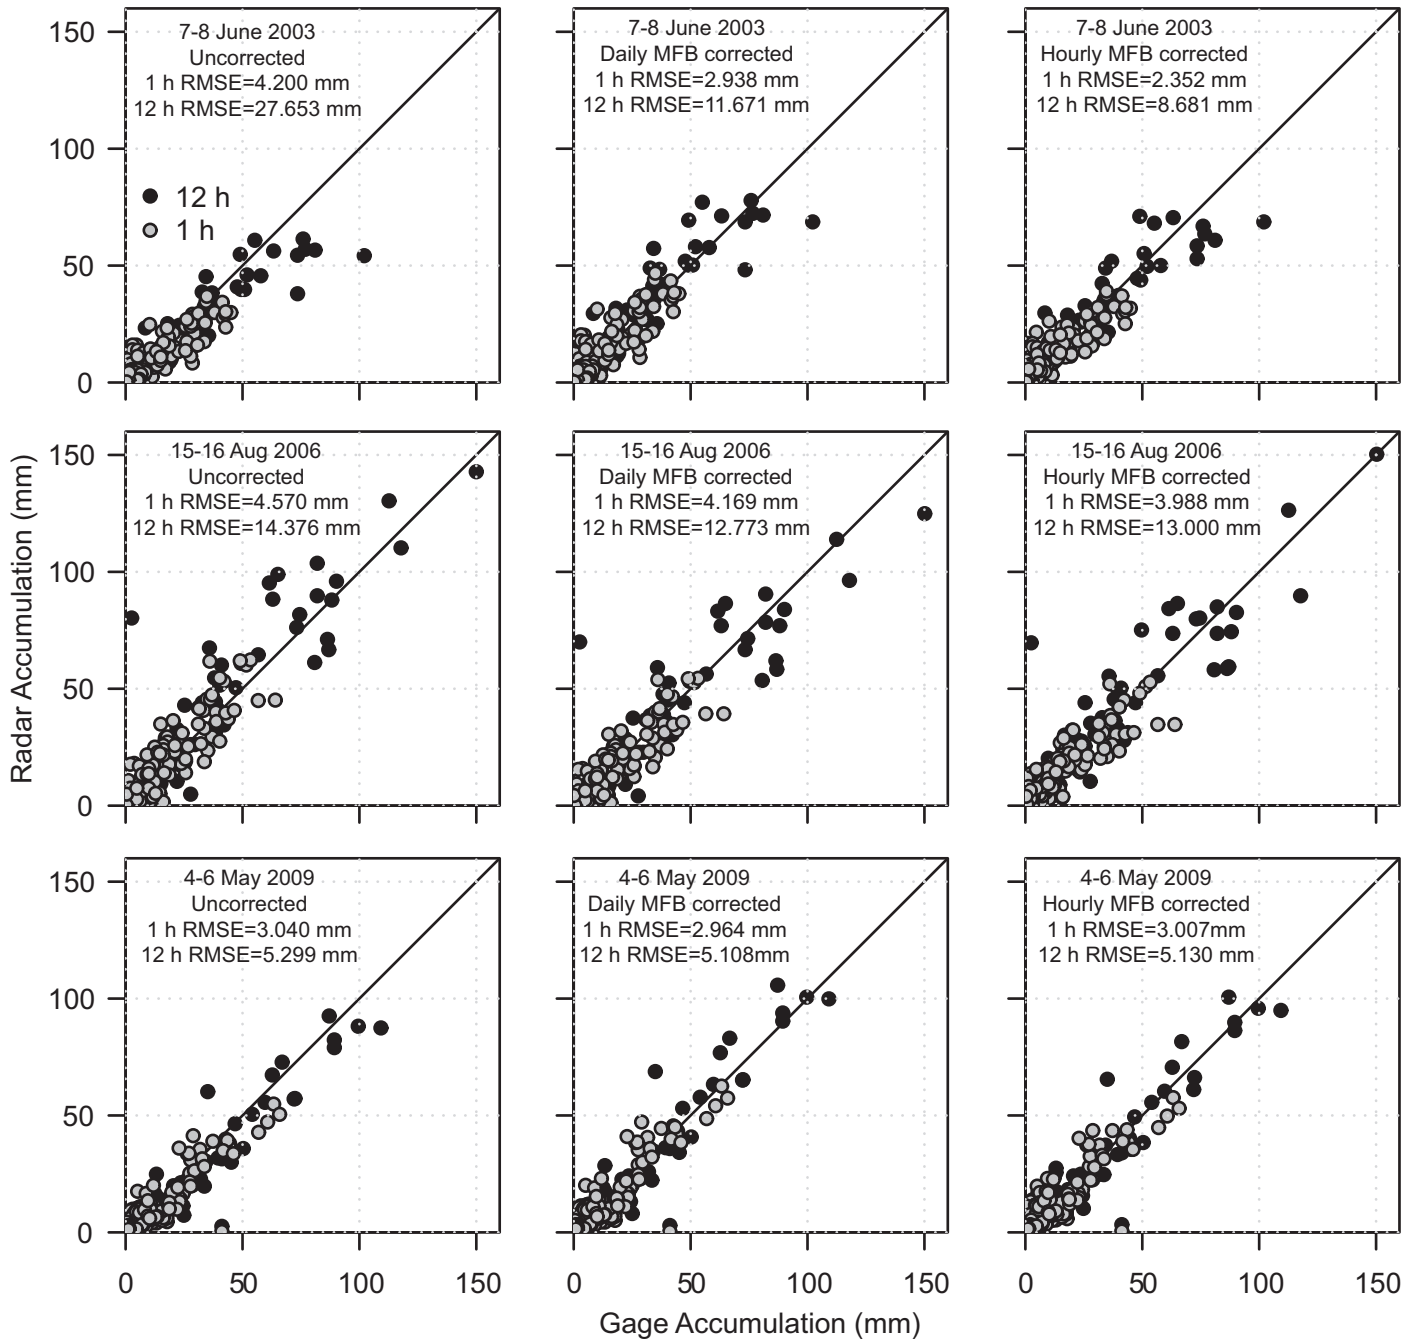 7-8 June 2003
Uncorrected
1 h RMSE=4.200 mm
12 h RMSE=27.653 mm
12 h
1 h
150
100
50
0
7-8 June 2003
Daily MFB corrected
1 h RMSE=2.938 mm
12 h RMSE=11.671 mm
7-8 June 2003
Hourly MFB corrected
1 h RMSE=2.352 mm
12 h RMSE=8.681 mm
Radar Accumulation (mm)
15-16 Aug 2006
Uncorrected
1 h RMSE=4.570 mm
12 h RMSE=14.376 mm
150
100
50
0
15-16 Aug 2006
Daily MFB corrected
1 h RMSE=4.169 mm
12 h RMSE=12.773 mm
15-16 Aug 2006
Hourly MFB corrected
1 h RMSE=3.988 mm
12 h RMSE=13.000 mm
4-6 May 2009
Uncorrected
1 h RMSE=3.040 mm
12 h RMSE=5.299 mm
150
100
50
0
4-6 May 2009
Daily MFB corrected
1 h RMSE=2.964 mm
12 h RMSE=5.108mm
4-6 May 2009
Hourly MFB corrected
1 h RMSE=3.007mm
12 h RMSE=5.130 mm
0 50 100 150
0 50 100 150
0 50 100 150
Gage Accumulation (mm)